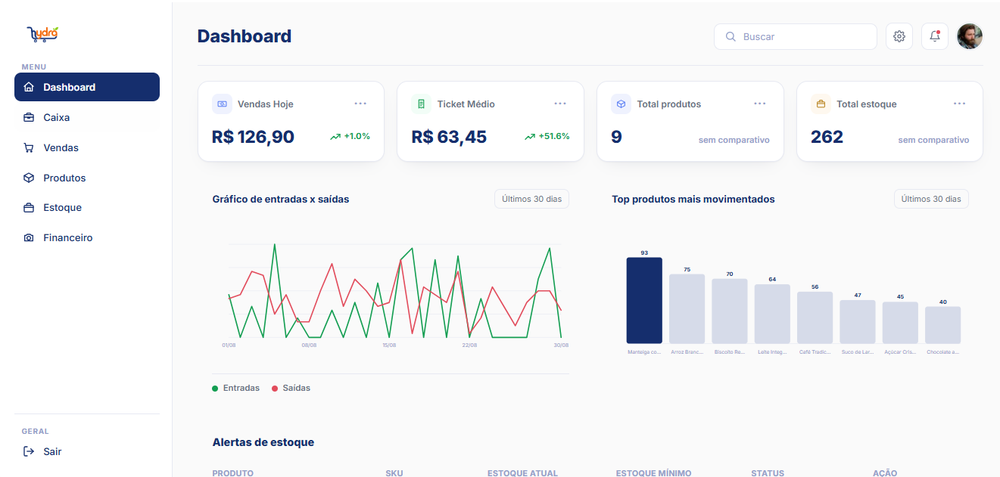 hydra
Dashboard
Buscar
MENU
Dashboard
Caixa
Vendas
Produtos
Estoque
Financeiro
GERAL
Sair
Vendas Hoje
R$ 126,90
+1.0%
Ticket Médio
R$ 63,45
+51.6%
Total produtos
9
sem comparativo
Total estoque
262
sem comparativo
Gráfico de entradas x saídas
Últimos 30 dias
01/08 08/08 15/08 22/08 30/08
Entradas Saídas
Top produtos mais movimentados
Últimos 30 dias
93 75 70 64 56 47 45 40
Manteiga co... Arroz Branc... Biscoito Re... Leite Integ... Café Tradic... Suco de Lar... Açúcar Cris... Chocolate a...
Alertas de estoque
PRODUTO SKU ESTOQUE ATUAL ESTOQUE MÍNIMO STATUS AÇÃO